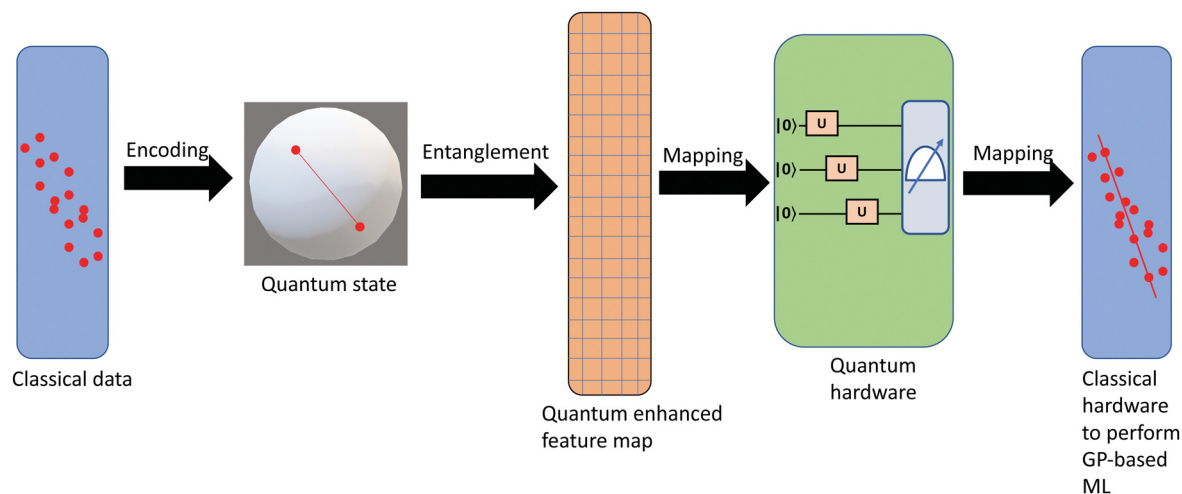 Encoding
Entanglement
Mapping
Mapping
|0⟩ U
|0⟩ U
|0⟩ U
Classical data
Quantum state
Quantum enhanced
feature map
Quantum
hardware
Classical
hardware
to perform
GP-based
ML